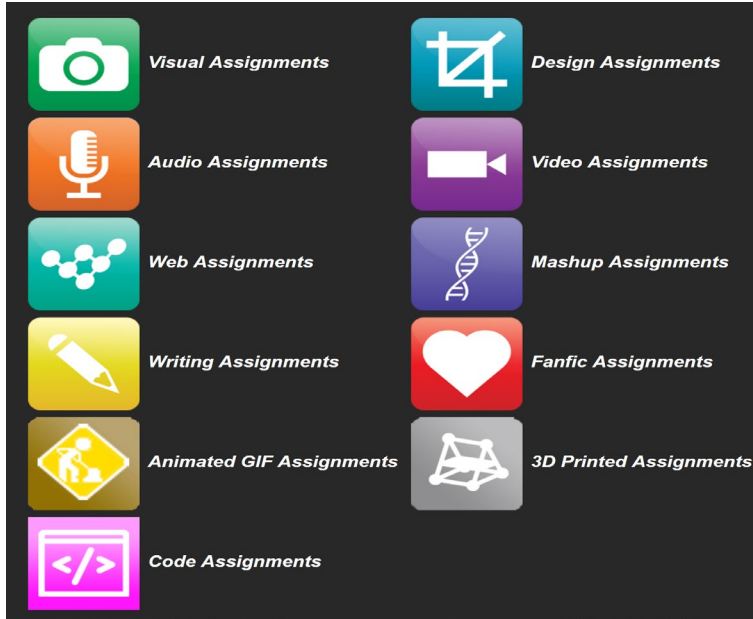 Visual Assignments
Design Assignments
Audio Assignments
Video Assignments
Web Assignments
Mashup Assignments
Writing Assignments
Fanfic Assignments
Animated GIF Assignments
3D Printed Assignments
</>
Code Assignments